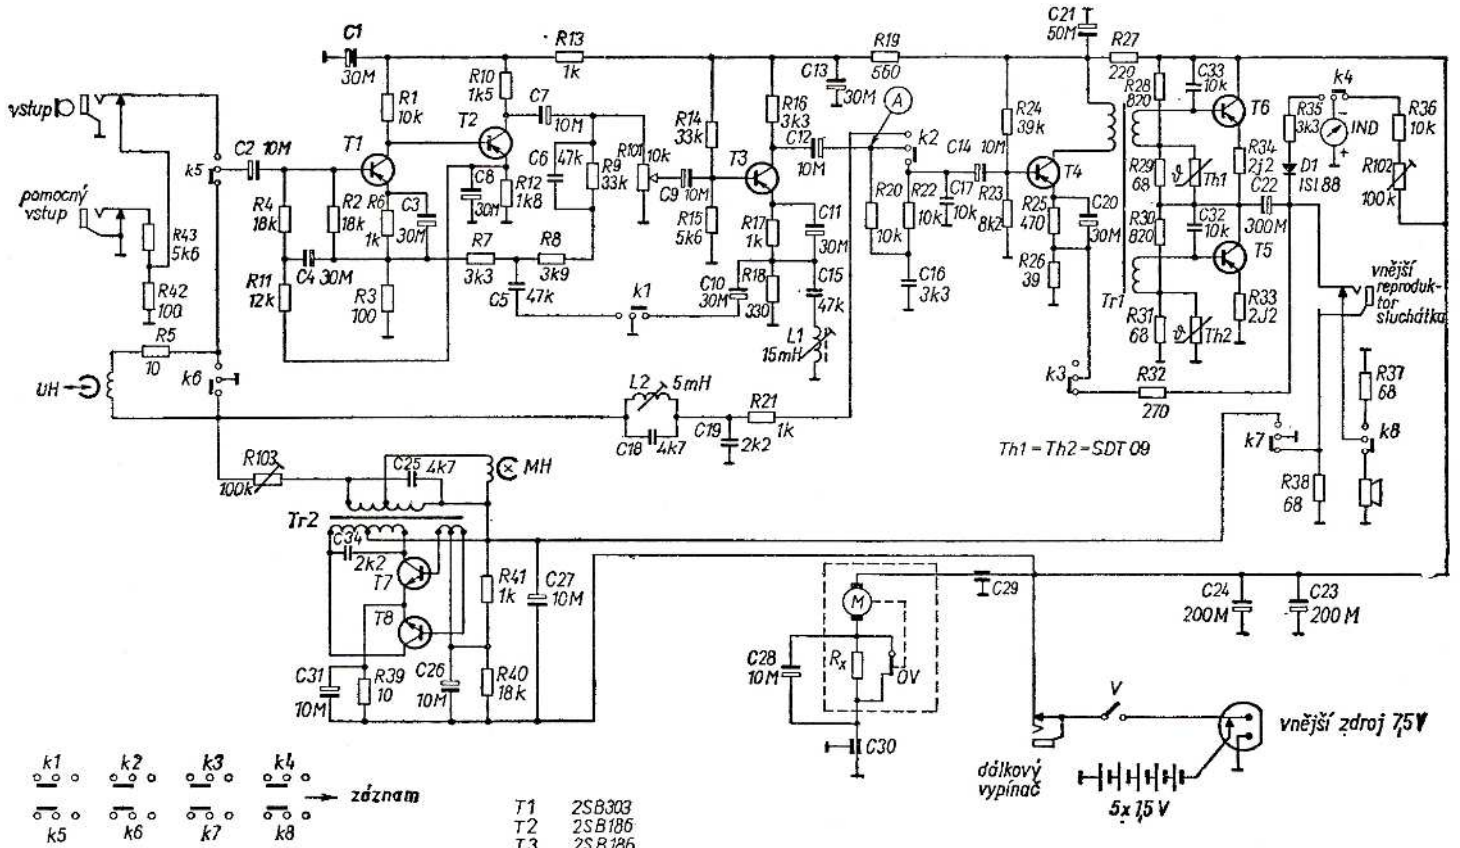 C1
30M
R13
1k
R19
560
C21
50M
R27
220
vstup
R1
10k
R10
1k5
T2
C7
10M
C13
30M
R16
3k3
R14
33k
C12
10M
A
k2
R24
39k
R28
820
C33
10k
T6
k4
R35
3k3
IND
R36
10k
k5
C2 10M
T1
C6
47k
R9
33k
R101
10k
C9
10M
T3
C14 10M
T4
R34
2J2
D1
1S188
R102
100k
pomocný
vstup
R43
5k6
R42
100
R4
18k
R2
18k
R6
1k
C3
30M
C8
30M
R12
1k8
R15
5k6
R17
1k
C11
30M
R20
10k
R22
10k
C17
10k
R23
8k2
R25
470
C20
30M
R29
68
Th1
C22
300M
R30
820
C32
10k
T5
R11
12k
C4 30M
R3
100
R7
3k3
R8
3k9
C5
47k
k1
C10
30M
R18
330
C15
47k
L1
15mH
C16
3k3
R26
39
Tr1
R31
68
Th2
R33
2J2
vnější
reproduk-
tor
sluchátka
R5
10
UH
k6
L2
5mH
C18
4k7
C19
2k2
R21
1k
k3
R32
270
Th1 = Th2 = SDT 09
k7
R37
68
k8
R38
68
R103
100k
C25
4k7
MH
Tr2
C34
2k2
T7
T8
R41
1k
C27
10M
C31
10M
R39
10
C26
10M
R40
18k
C28
10M
M
Rx
OV
C29
C30
C24
200M
C23
200M
V
vnější zdroj 7,5V
dálkový
vypínač
5x 1,5 V
k1 k2 k3 k4
záznam
k5 k6 k7 k8
T1 2SB303
T2 2SB186
T3 2SB186